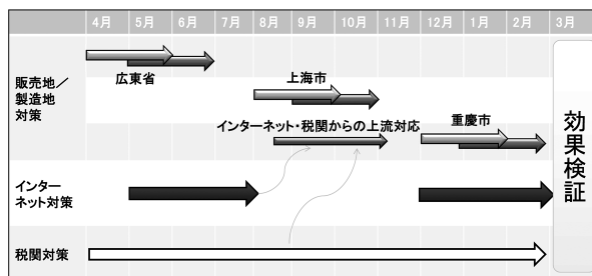 4月 5月 6月 7月 8月 9月 10月 11月 12月 1月 2月 3月
販売地／
製造地
対策
広東省
上海市
インターネット・税関からの上流対応
重慶市
インター
ネット対策
税関対策
効果検証